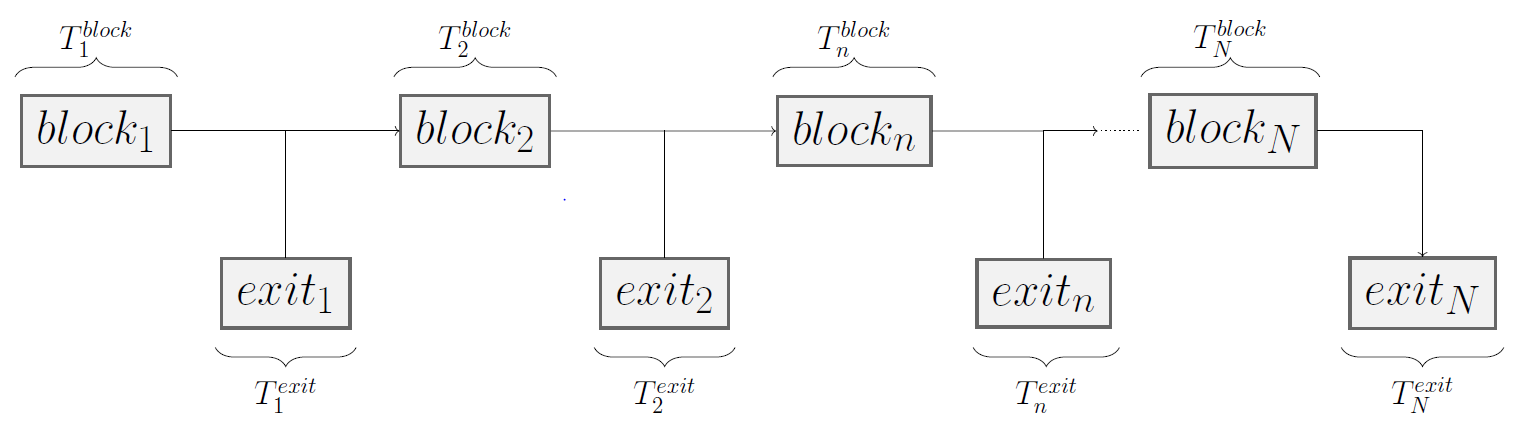 T_1^{block} T_2^{block} T_n^{block} T_N^{block}
block_1 block_2 block_n block_N
exit_1 exit_2 exit_n exit_N
T_1^{exit} T_2^{exit} T_n^{exit} T_N^{exit}